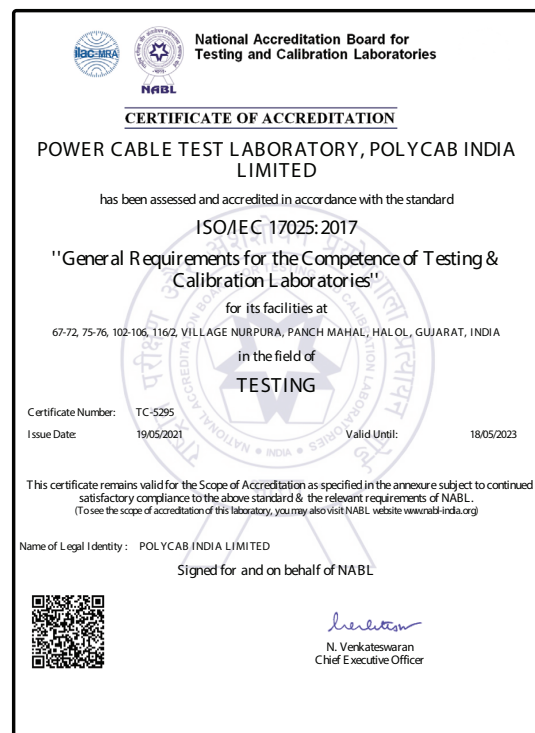 ilac-MRA
NABL
National Accreditation Board for
Testing and Calibration Laboratories
CERTIFICATE OF ACCREDITATION
POWER CABLE TEST LABORATORY, POLYCAB INDIA
LIMITED
has been assessed and accredited in accordance with the standard
ISO/IEC 17025:2017
''General Requirements for the Competence of Testing &
Calibration Laboratories''
for its facilities at
67-72, 75-76, 102-106, 116/2, VILLAGE NURPURA, PANCH MAHAL, HALOL, GUJARAT, INDIA
in the field of
TESTING
Certificate Number: TC-5295
Issue Date: 19/05/2021 Valid Until: 18/05/2023
This certificate remains valid for the Scope of Accreditation as specified in the annexure subject to continued
satisfactory compliance to the above standard & the relevant requirements of NABL.
(To see the scope of accreditation of this laboratory, you may also visit NABL website www.nabl-india.org)
Name of Legal Identity : POLYCAB INDIA LIMITED
Signed for and on behalf of NABL
N. Venkateswaran
Chief Executive Officer